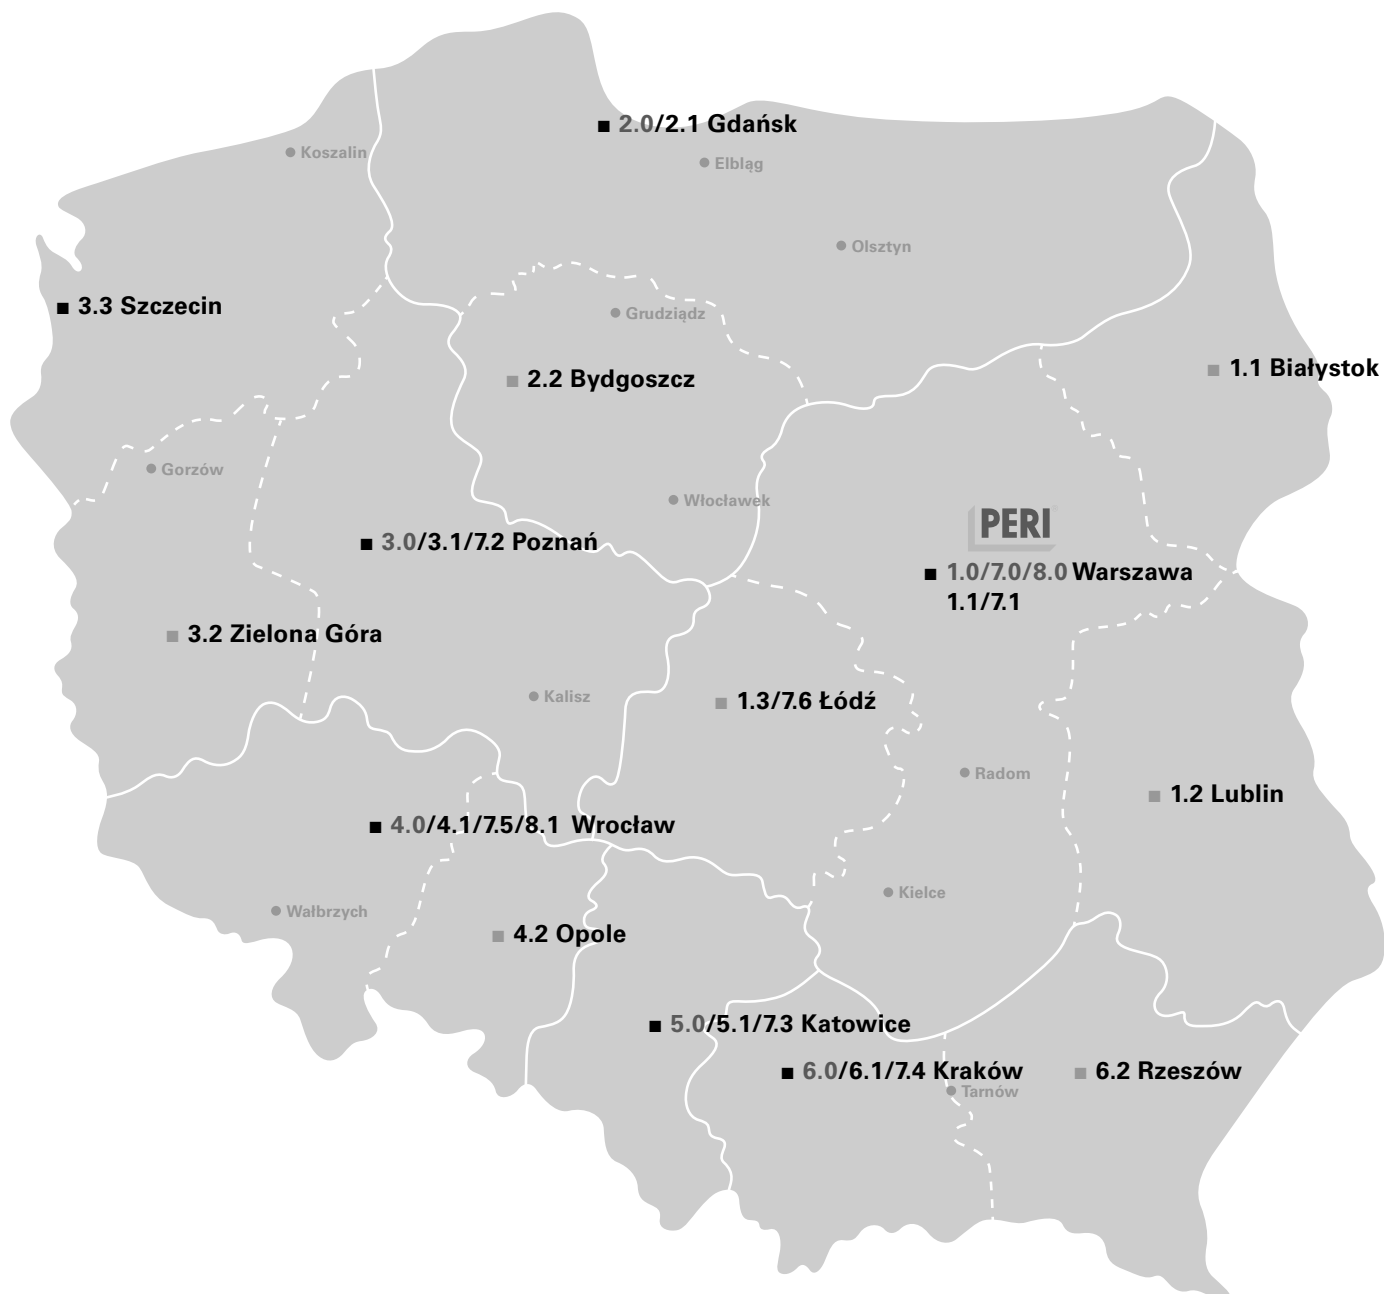 2.0/2.1 Gdańsk
Koszalin
Elbląg
Olsztyn
3.3 Szczecin
Grudziądz
1.1 Białystok
2.2 Bydgoszcz
Gorzów
Włocławek
PERI
3.0/3.1/7.2 Poznań
1.0/7.0/8.0 Warszawa
1.1/7.1
3.2 Zielona Góra
Kalisz
1.3/7.6 Łódź
Radom
1.2 Lublin
4.0/4.1/7.5/8.1 Wrocław
Kielce
Wałbrzych
4.2 Opole
5.0/5.1/7.3 Katowice
6.0/6.1/7.4 Kraków
6.2 Rzeszów
Tarnów